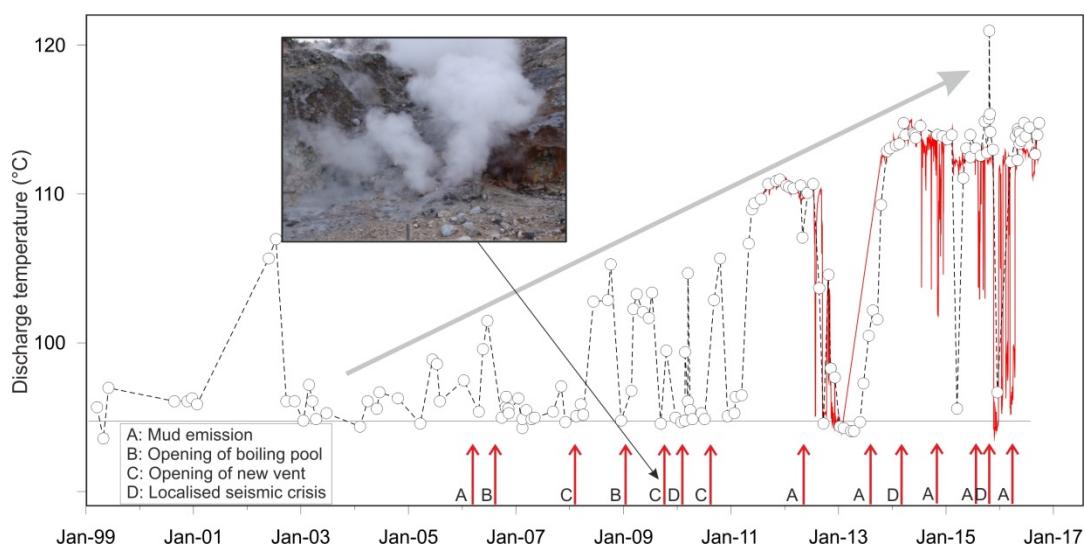 120
110
100
Discharge temperature (°C)
A: Mud emission
B: Opening of boiling pool
C: Opening of new vent
D: Localised seismic crisis
A B C B C D C A A D A A D A
Jan-99 Jan-01 Jan-03 Jan-05 Jan-07 Jan-09 Jan-11 Jan-13 Jan-15 Jan-17